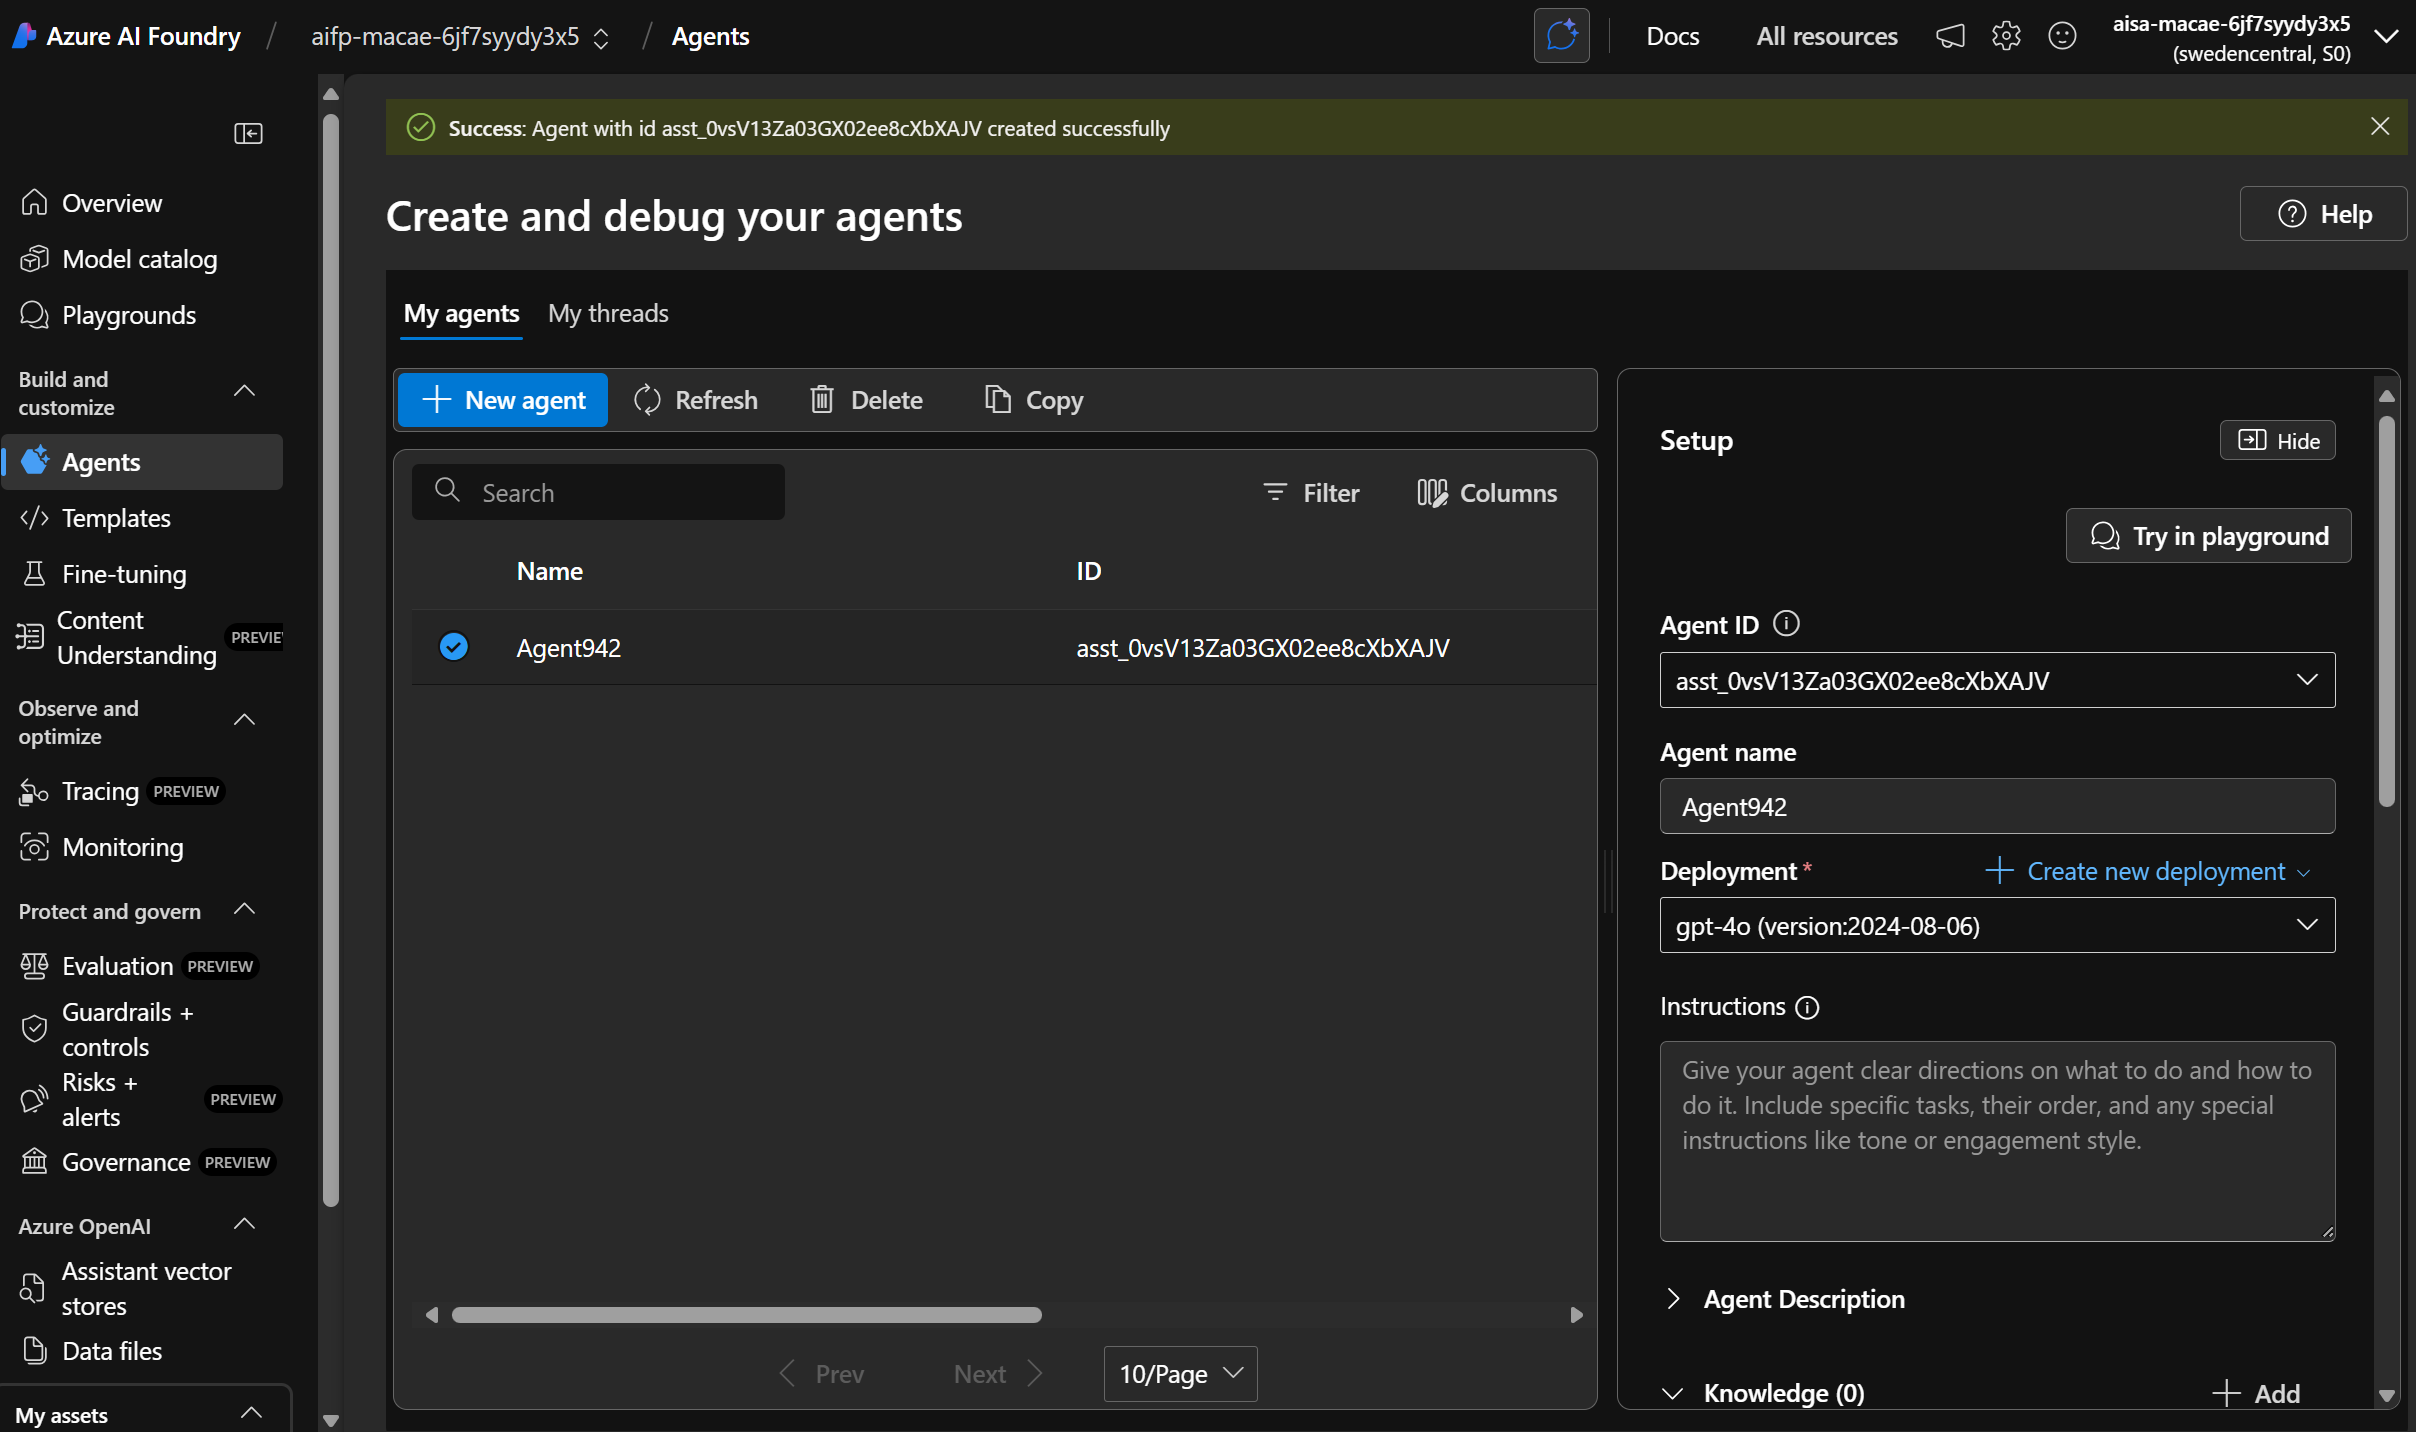 Azure AI Foundry / aifp-macae-6jf7syydy3x5 / Agents
Docs
All resources
aisa-macae-6jf7syydy3x5
(swedencentral, S0)
Overview
Model catalog
Playgrounds
Build and
customize
Agents
Templates
Fine-tuning
Content
Understanding
PREVIE
Observe and
optimize
Tracing PREVIEW
Monitoring
Protect and govern
Evaluation PREVIEW
Guardrails +
controls
Risks +
alerts
PREVIEW
Governance PREVIEW
Azure OpenAI
Assistant vector
stores
Data files
My assets
Success: Agent with id asst_0vsV13Za03GX02ee8cXbXAJV created successfully
Create and debug your agents
Help
My agents
My threads
New agent
Refresh
Delete
Copy
Search
Filter
Columns
Name
ID
Agent942
asst_0vsV13Za03GX02ee8cXbXAJV
Prev
Next
10/Page
Setup
Hide
Try in playground
Agent ID
asst_0vsV13Za03GX02ee8cXbXAJV
Agent name
Agent942
Deployment *
Create new deployment
gpt-4o (version:2024-08-06)
Instructions
Give your agent clear directions on what to do and how to
do it. Include specific tasks, their order, and any special
instructions like tone or engagement style.
Agent Description
Knowledge (0)
Add